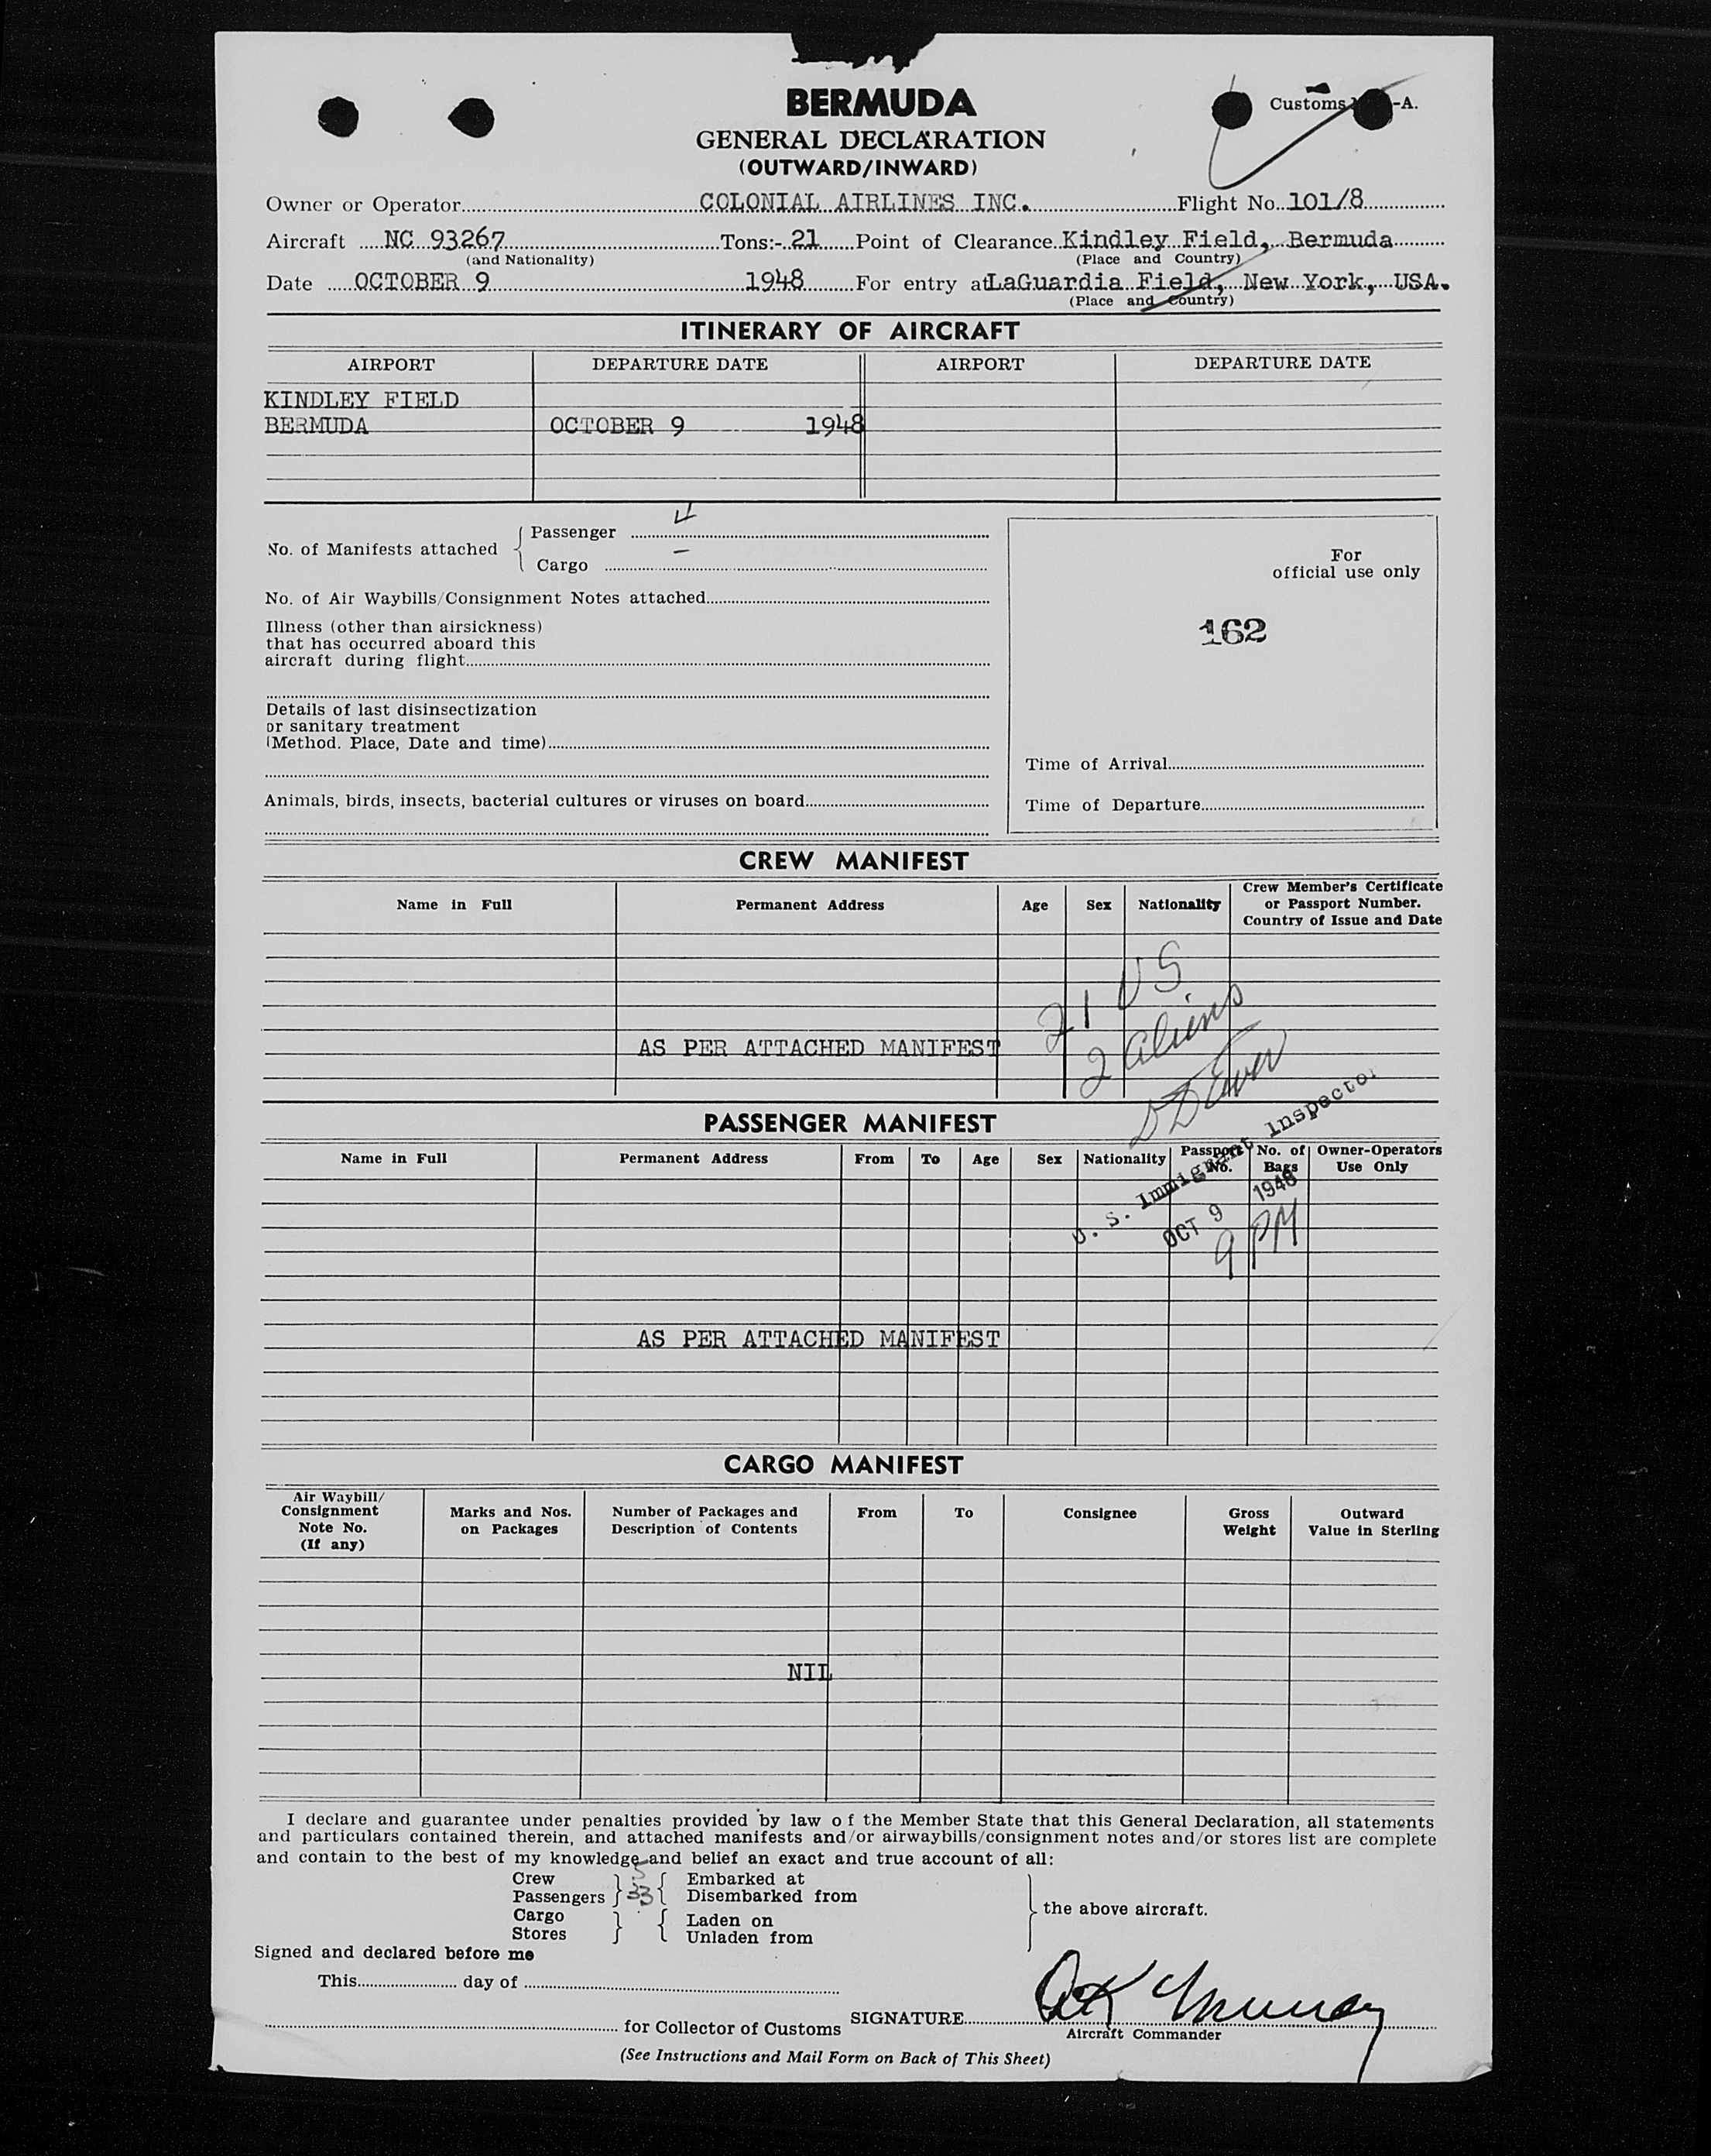 BERMUDA
Customs -A.
GENERAL DECLARATION
(OUTWARD/INWARD)
Owner or Operator COLONIAL AIRLINES INC. Flight No. 101/8
Aircraft NC 93267 Tons:- 21 Point of Clearance Kindley Field, Bermuda
(and Nationality) (Place and Country)
Date OCTOBER 9 1948 For entry at LaGuardia Field, New York, USA.
(Place and Country)
ITINERARY OF AIRCRAFT
AIRPORT DEPARTURE DATE AIRPORT DEPARTURE DATE
KINDLEY FIELD
BERMUDA OCTOBER 9 1948
No. of Manifests attached { Passenger 4
Cargo -
No. of Air Waybills/Consignment Notes attached
Illness (other than airsickness)
that has occurred aboard this
aircraft during flight
Details of last disinsectization
or sanitary treatment
(Method. Place, Date and time)
Animals, birds, insects, bacterial cultures or viruses on board
For
official use only
162
Time of Arrival
Time of Departure
CREW MANIFEST
Name in Full Permanent Address Age Sex Nationality Crew Member's Certificate
or Passport Number.
Country of Issue and Date
21 US
2 aliens
AS PER ATTACHED MANIFEST
U. S. Immigrant Inspector
OCT 9 1948
9 PM
PASSENGER MANIFEST
Name in Full Permanent Address From To Age Sex Nationality Passport No. No. of Bags Owner-Operators Use Only
AS PER ATTACHED MANIFEST
CARGO MANIFEST
Air Waybill/
Consignment
Note No.
(If any)
Marks and Nos.
on Packages
Number of Packages and
Description of Contents
From To Consignee
Gross
Weight
Outward
Value in Sterling
NIL
I declare and guarantee under penalties provided by law of the Member State that this General Declaration, all statements
and particulars contained therein, and attached manifests and/or airwaybills/consignment notes and/or stores list are complete
and contain to the best of my knowledge and belief an exact and true account of all:
Crew 5 Embarked at
Passengers 33 Disembarked from
the above aircraft.
Cargo Laden on
Stores Unladen from
Signed and declared before me
This day of
for Collector of Customs SIGNATURE
Aircraft Commander
(See Instructions and Mail Form on Back of This Sheet)